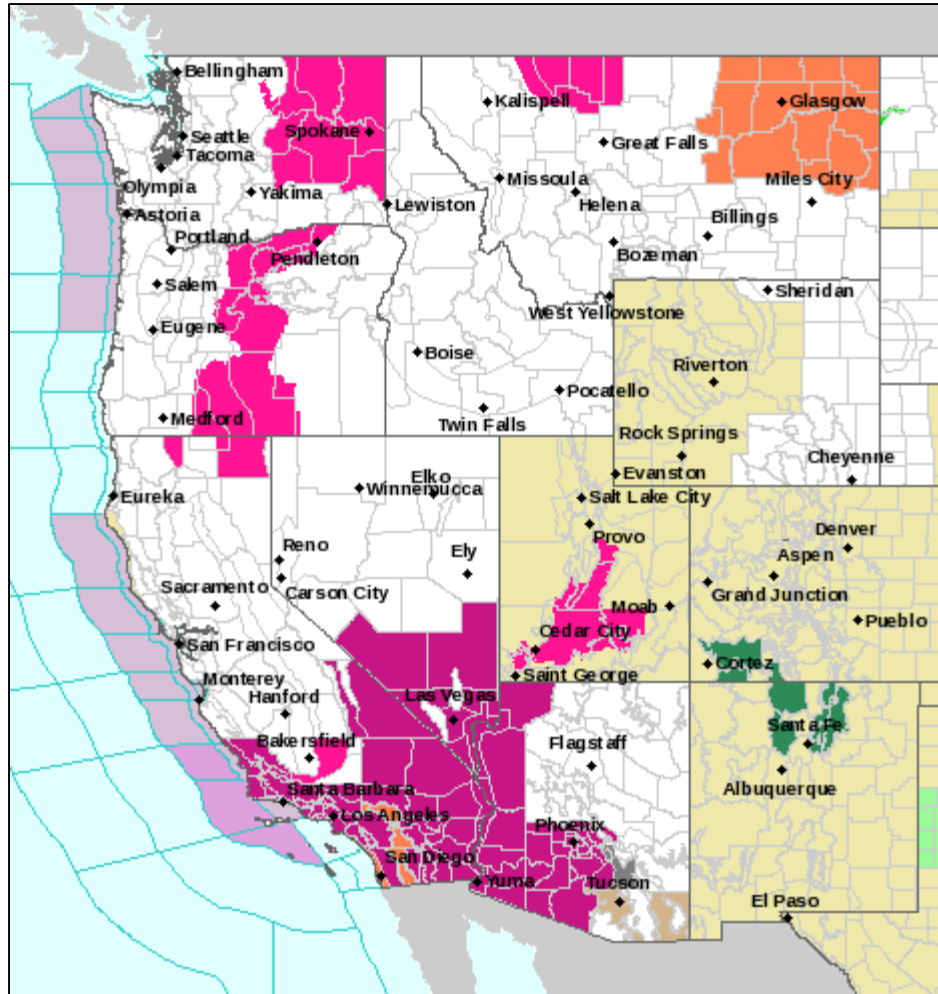 Bellingham
Kalispell
Glasgow
Spokane
Seattle
Great Falls
Tacoma
Olympia
Yakima
Missoula
Miles City
Helena
Lewiston
Astoria
Billings
Portland
Pendleton
Bozeman
Salem
Sheridan
West Yellowstone
Eugene
Boise
Riverton
Pocatello
Medford
Twin Falls
Rock Springs
Elko
Evanston
Cheyenne
Eureka
Winnemucca
Salt Lake City
Provo
Denver
Reno
Ely
Aspen
Sacramento
Carson City
Moab
Grand Junction
Pueblo
San Francisco
Cedar City
Cortez
Monterey
Saint George
Hanford
Las Vegas
Santa Fe
Bakersfield
Flagstaff
Santa Barbara
Albuquerque
Los Angeles
Phoenix
San Diego
Yuma
Tucson
El Paso